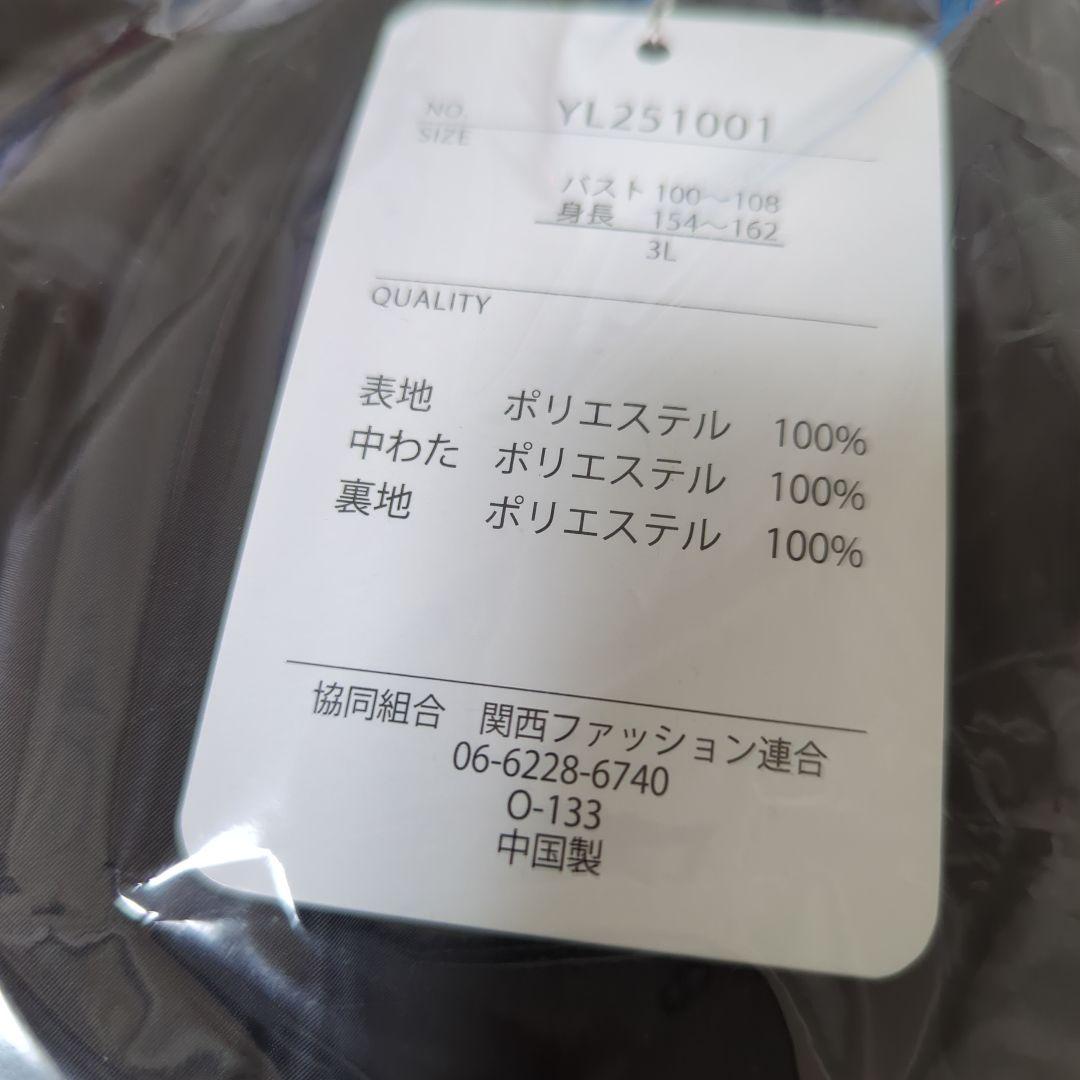 NO. YL251001
SIZE
バスト 100～108
身長 154～162
3L
QUALITY
表地 ポリエステル 100%
中わた ポリエステル 100%
裏地 ポリエステル 100%
協同組合 関西ファッション連合
06-6228-6740
O-133
中国製